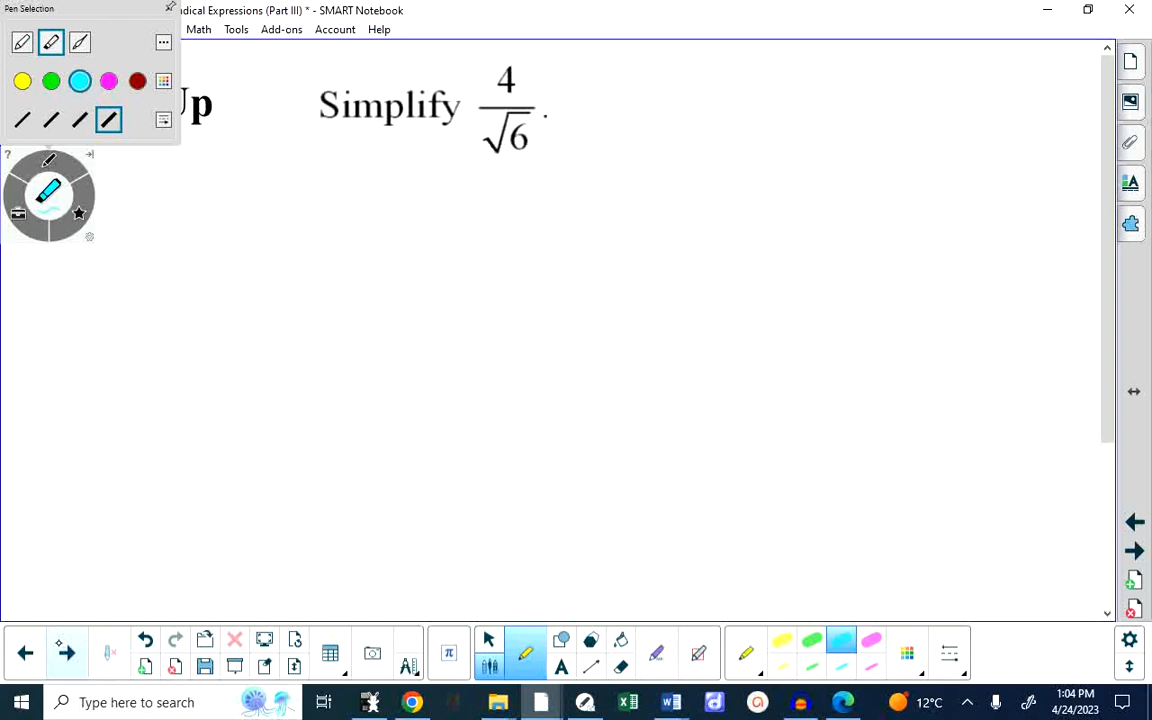 Pen Selection
adical Expressions (Part III) * - SMART Notebook
Math Tools Add-ons Account Help
Up
Simplify 4/√6 .
?
π
A
Type here to search
12°C
1:04 PM
4/24/2023